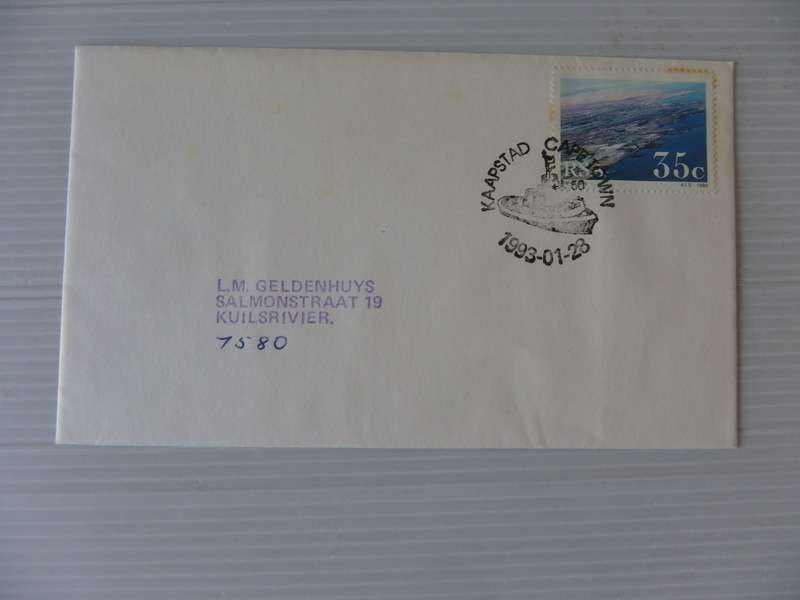 KAAPSTAD CAPE TOWN
35c
1993-01-28
L.M. GELDENHUYS
SALMONSTRAAT 19
KUILSRIVIER.
7580